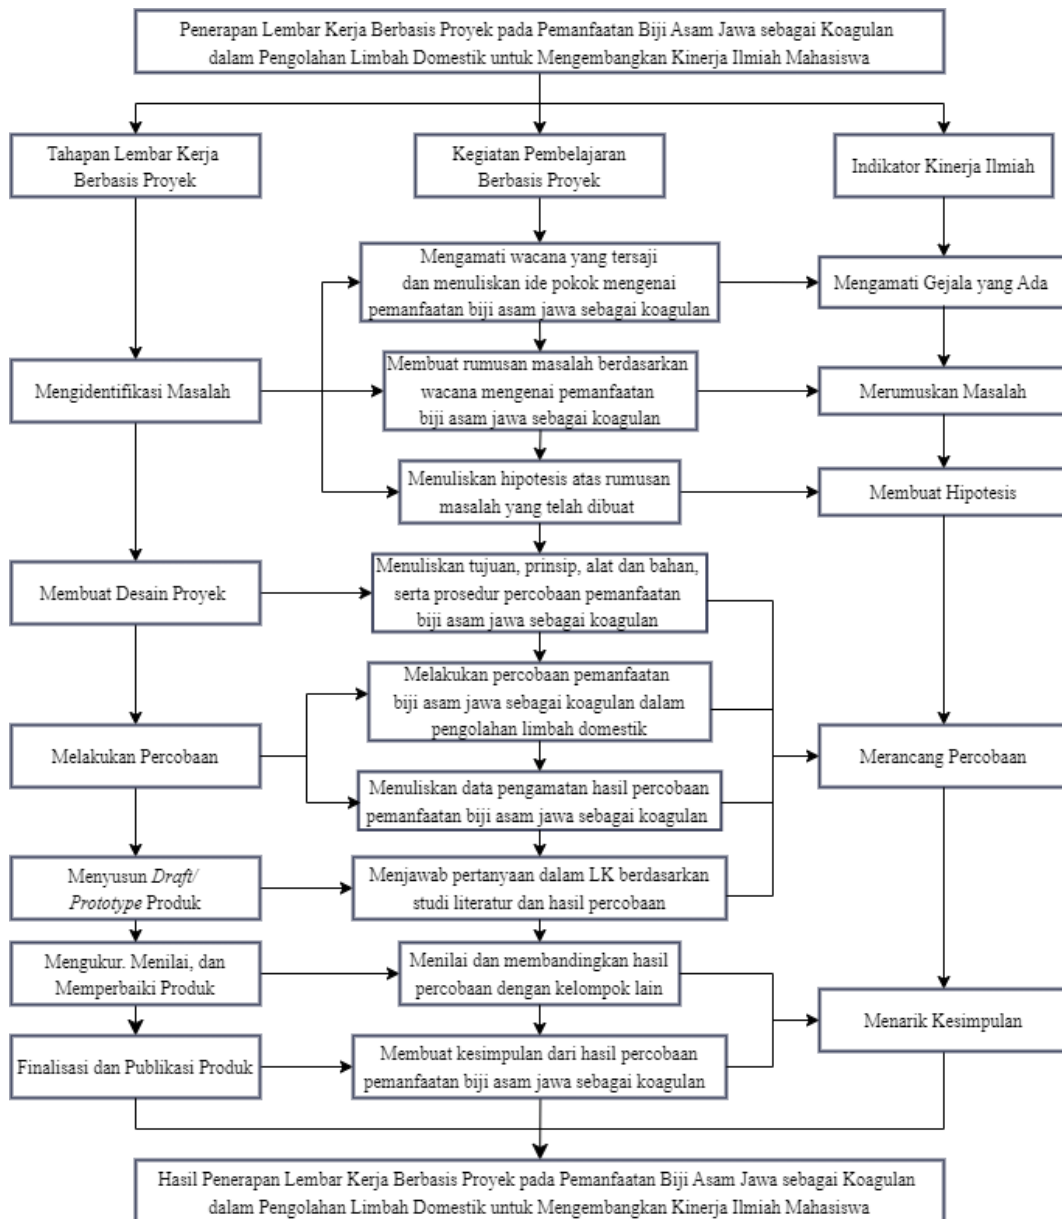 Penerapan Lembar Kerja Berbasis Proyek pada Pemanfaatan Biji Asam Jawa sebagai Koagulan
dalam Pengolahan Limbah Domestik untuk Mengembangkan Kinerja Ilmiah Mahasiswa
Tahapan Lembar Kerja
Berbasis Proyek
Kegiatan Pembelajaran
Berbasis Proyek
Indikator Kinerja Ilmiah
Mengamati wacana yang tersaji
dan menuliskan ide pokok mengenai
pemanfaatan biji asam jawa sebagai koagulan
Mengamati Gejala yang Ada
Mengidentifikasi Masalah
Membuat rumusan masalah berdasarkan
wacana mengenai pemanfaatan
biji asam jawa sebagai koagulan
Merumuskan Masalah
Menuliskan hipotesis atas rumusan
masalah yang telah dibuat
Membuat Hipotesis
Membuat Desain Proyek
Menuliskan tujuan, prinsip, alat dan bahan,
serta prosedur percobaan pemanfaatan
biji asam jawa sebagai koagulan
Melakukan percobaan pemanfaatan
biji asam jawa sebagai koagulan dalam
pengolahan limbah domestik
Melakukan Percobaan
Merancang Percobaan
Menuliskan data pengamatan hasil percobaan
pemanfaatan biji asam jawa sebagai koagulan
Menyusun Draft/
Prototype Produk
Menjawab pertanyaan dalam LK berdasarkan
studi literatur dan hasil percobaan
Mengukur. Menilai, dan
Memperbaiki Produk
Menilai dan membandingkan hasil
percobaan dengan kelompok lain
Menarik Kesimpulan
Finalisasi dan Publikasi Produk
Membuat kesimpulan dari hasil percobaan
pemanfaatan biji asam jawa sebagai koagulan
Hasil Penerapan Lembar Kerja Berbasis Proyek pada Pemanfaatan Biji Asam Jawa sebagai Koagulan
dalam Pengolahan Limbah Domestik untuk Mengembangkan Kinerja Ilmiah Mahasiswa